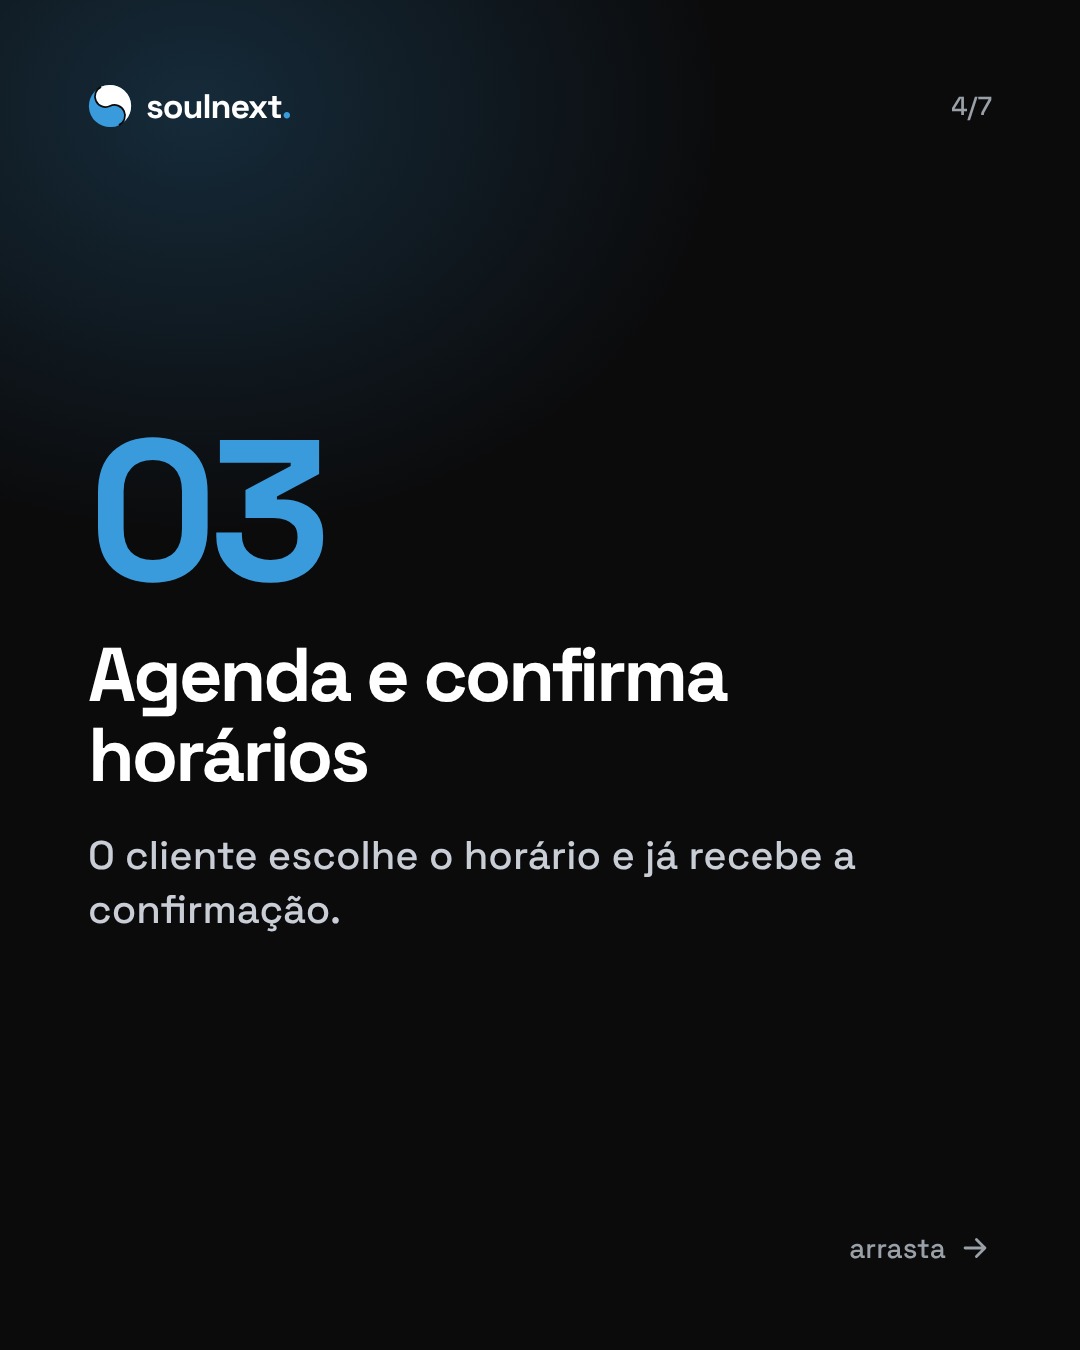 soulnext.
4/7
03
Agenda e confirma
horários
O cliente escolhe o horário e já recebe a
confirmação.
arrasta →